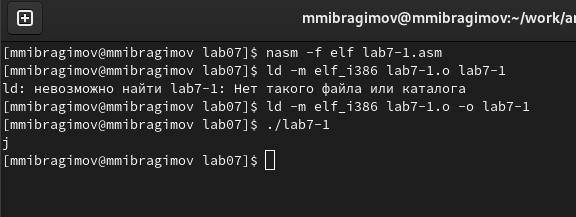 mmibragimov@mmibragimov:~/work/
[mmibragimov@mmibragimov lab07]$ nasm -f elf lab7-1.asm
[mmibragimov@mmibragimov lab07]$ ld -m elf_i386 lab7-1.o lab7-1
ld: невозможно найти lab7-1: Нет такого файла или каталога
[mmibragimov@mmibragimov lab07]$ ld -m elf_i386 lab7-1.o -o lab7-1
[mmibragimov@mmibragimov lab07]$ ./lab7-1
j
[mmibragimov@mmibragimov lab07]$